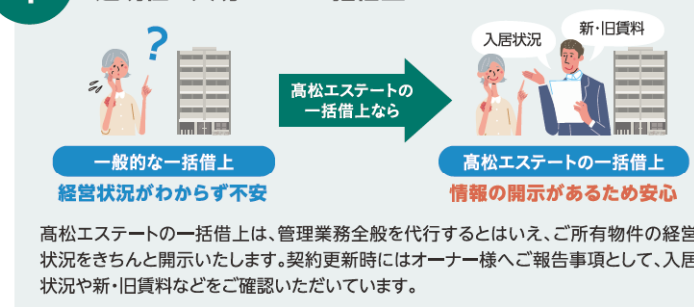 ?
入居状況
新・旧賃料
髙松エステートの
一括借上なら
一般的な一括借上
髙松エステートの一括借上
経営状況がわからず不安
情報の開示があるため安心
髙松エステートの一括借上は、管理業務全般を代行するとはいえ、ご所有物件の経営
状況をきちんと開示いたします。契約更新時にはオーナー様へご報告事項として、入居
状況や新・旧賃料などをご確認いただいています。